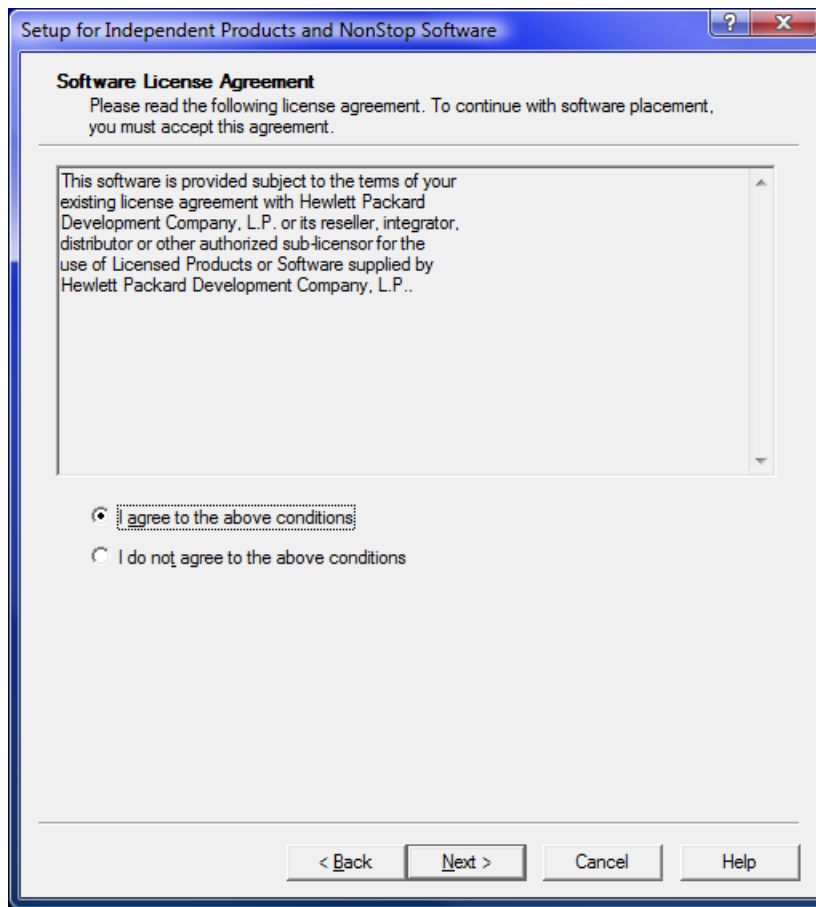 Setup for Independent Products and NonStop Software
Software License Agreement
Please read the following license agreement. To continue with software placement,
you must accept this agreement.
This software is provided subject to the terms of your
existing license agreement with Hewlett Packard
Development Company, L.P. or its reseller, integrator,
distributor or other authorized sub-licensor for the
use of Licensed Products or Software supplied by
Hewlett Packard Development Company, L.P..
I agree to the above conditions
I do not agree to the above conditions
< Back Next > Cancel Help